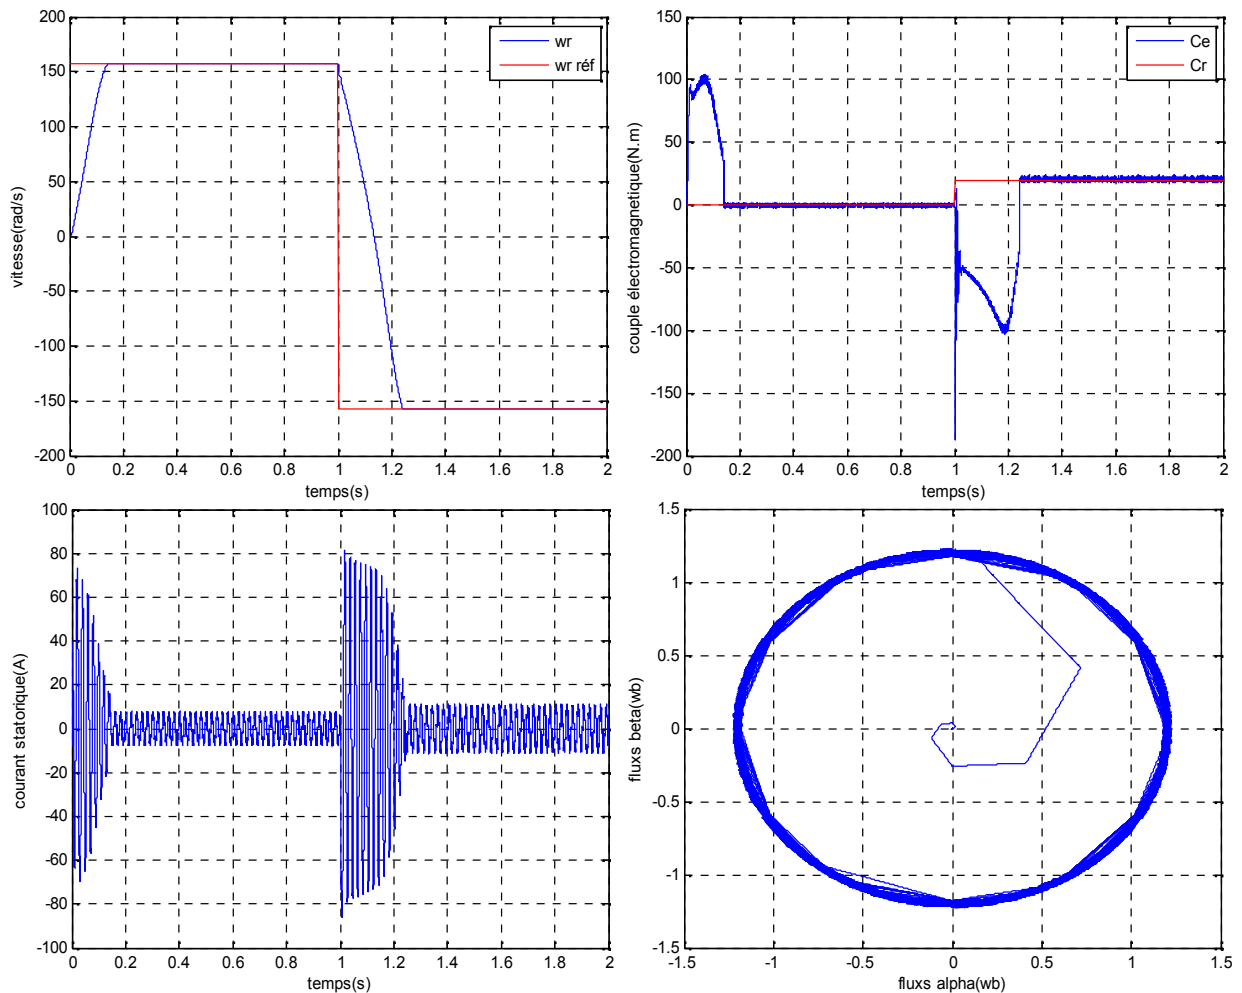 200
150
100
50
0
-50
-100
-150
-200
vitesse(rad/s)
wr
wr réf
0 0.2 0.4 0.6 0.8 1 1.2 1.4 1.6 1.8 2
temps(s)
150
100
50
0
-50
-100
-150
-200
couple électromagnetique(N.m)
Ce
Cr
0 0.2 0.4 0.6 0.8 1 1.2 1.4 1.6 1.8 2
temps(s)
100
80
60
40
20
0
-20
-40
-60
-80
-100
courant statorique(A)
0 0.2 0.4 0.6 0.8 1 1.2 1.4 1.6 1.8 2
temps(s)
1.5
1
0.5
0
-0.5
-1
-1.5
fluxs beta(wb)
-1.5 -1 -0.5 0 0.5 1 1.5
fluxs alpha(wb)